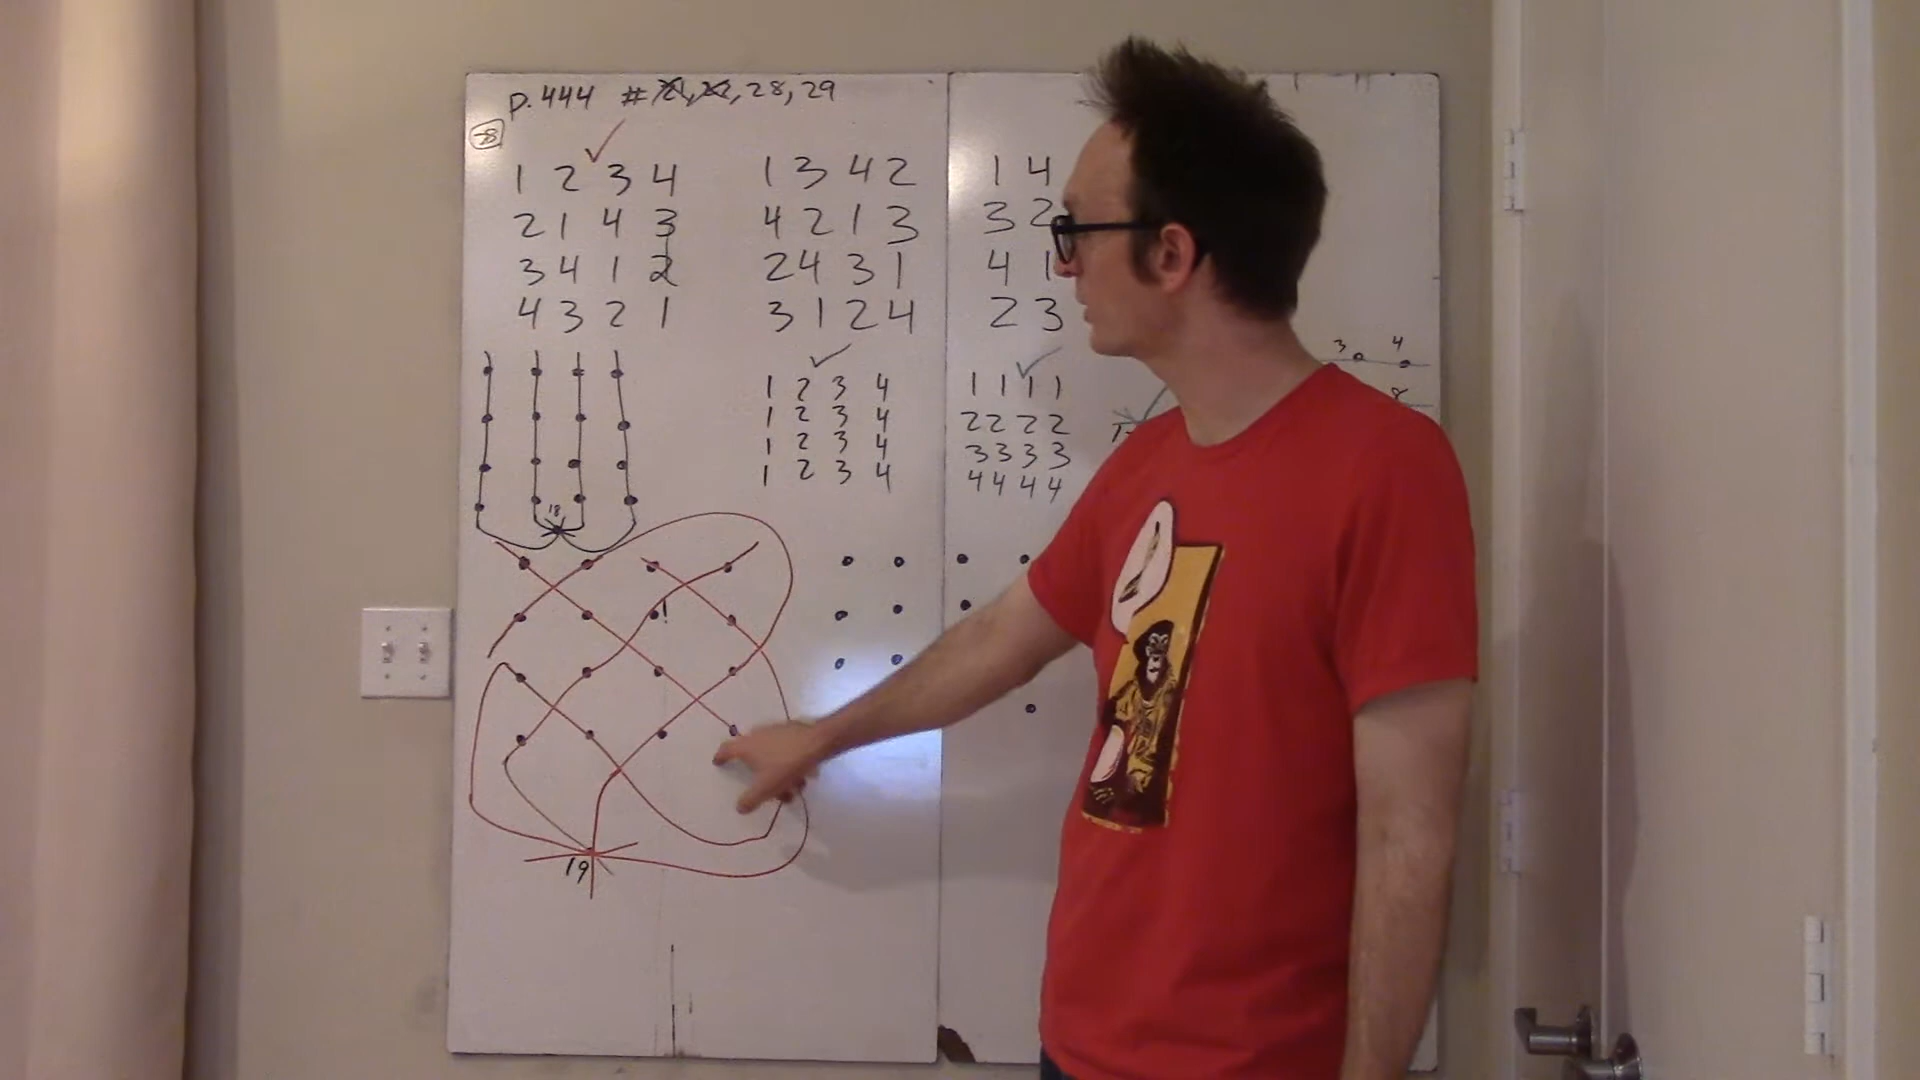 p.444 #21, 22, 28, 29
28
1 2 3 4
2 1 4 3
3 4 1 2
4 3 2 1
1 3 4 2
4 2 1 3
2 4 3 1
3 1 2 4
1 4
3 2
4 1
2 3
1 2 3 4
1 2 3 4
1 2 3 4
1 2 3 4
1 1 1 1
2 2 2 2
3 3 3 3
4 4 4 4
3 4
8
18
1
19